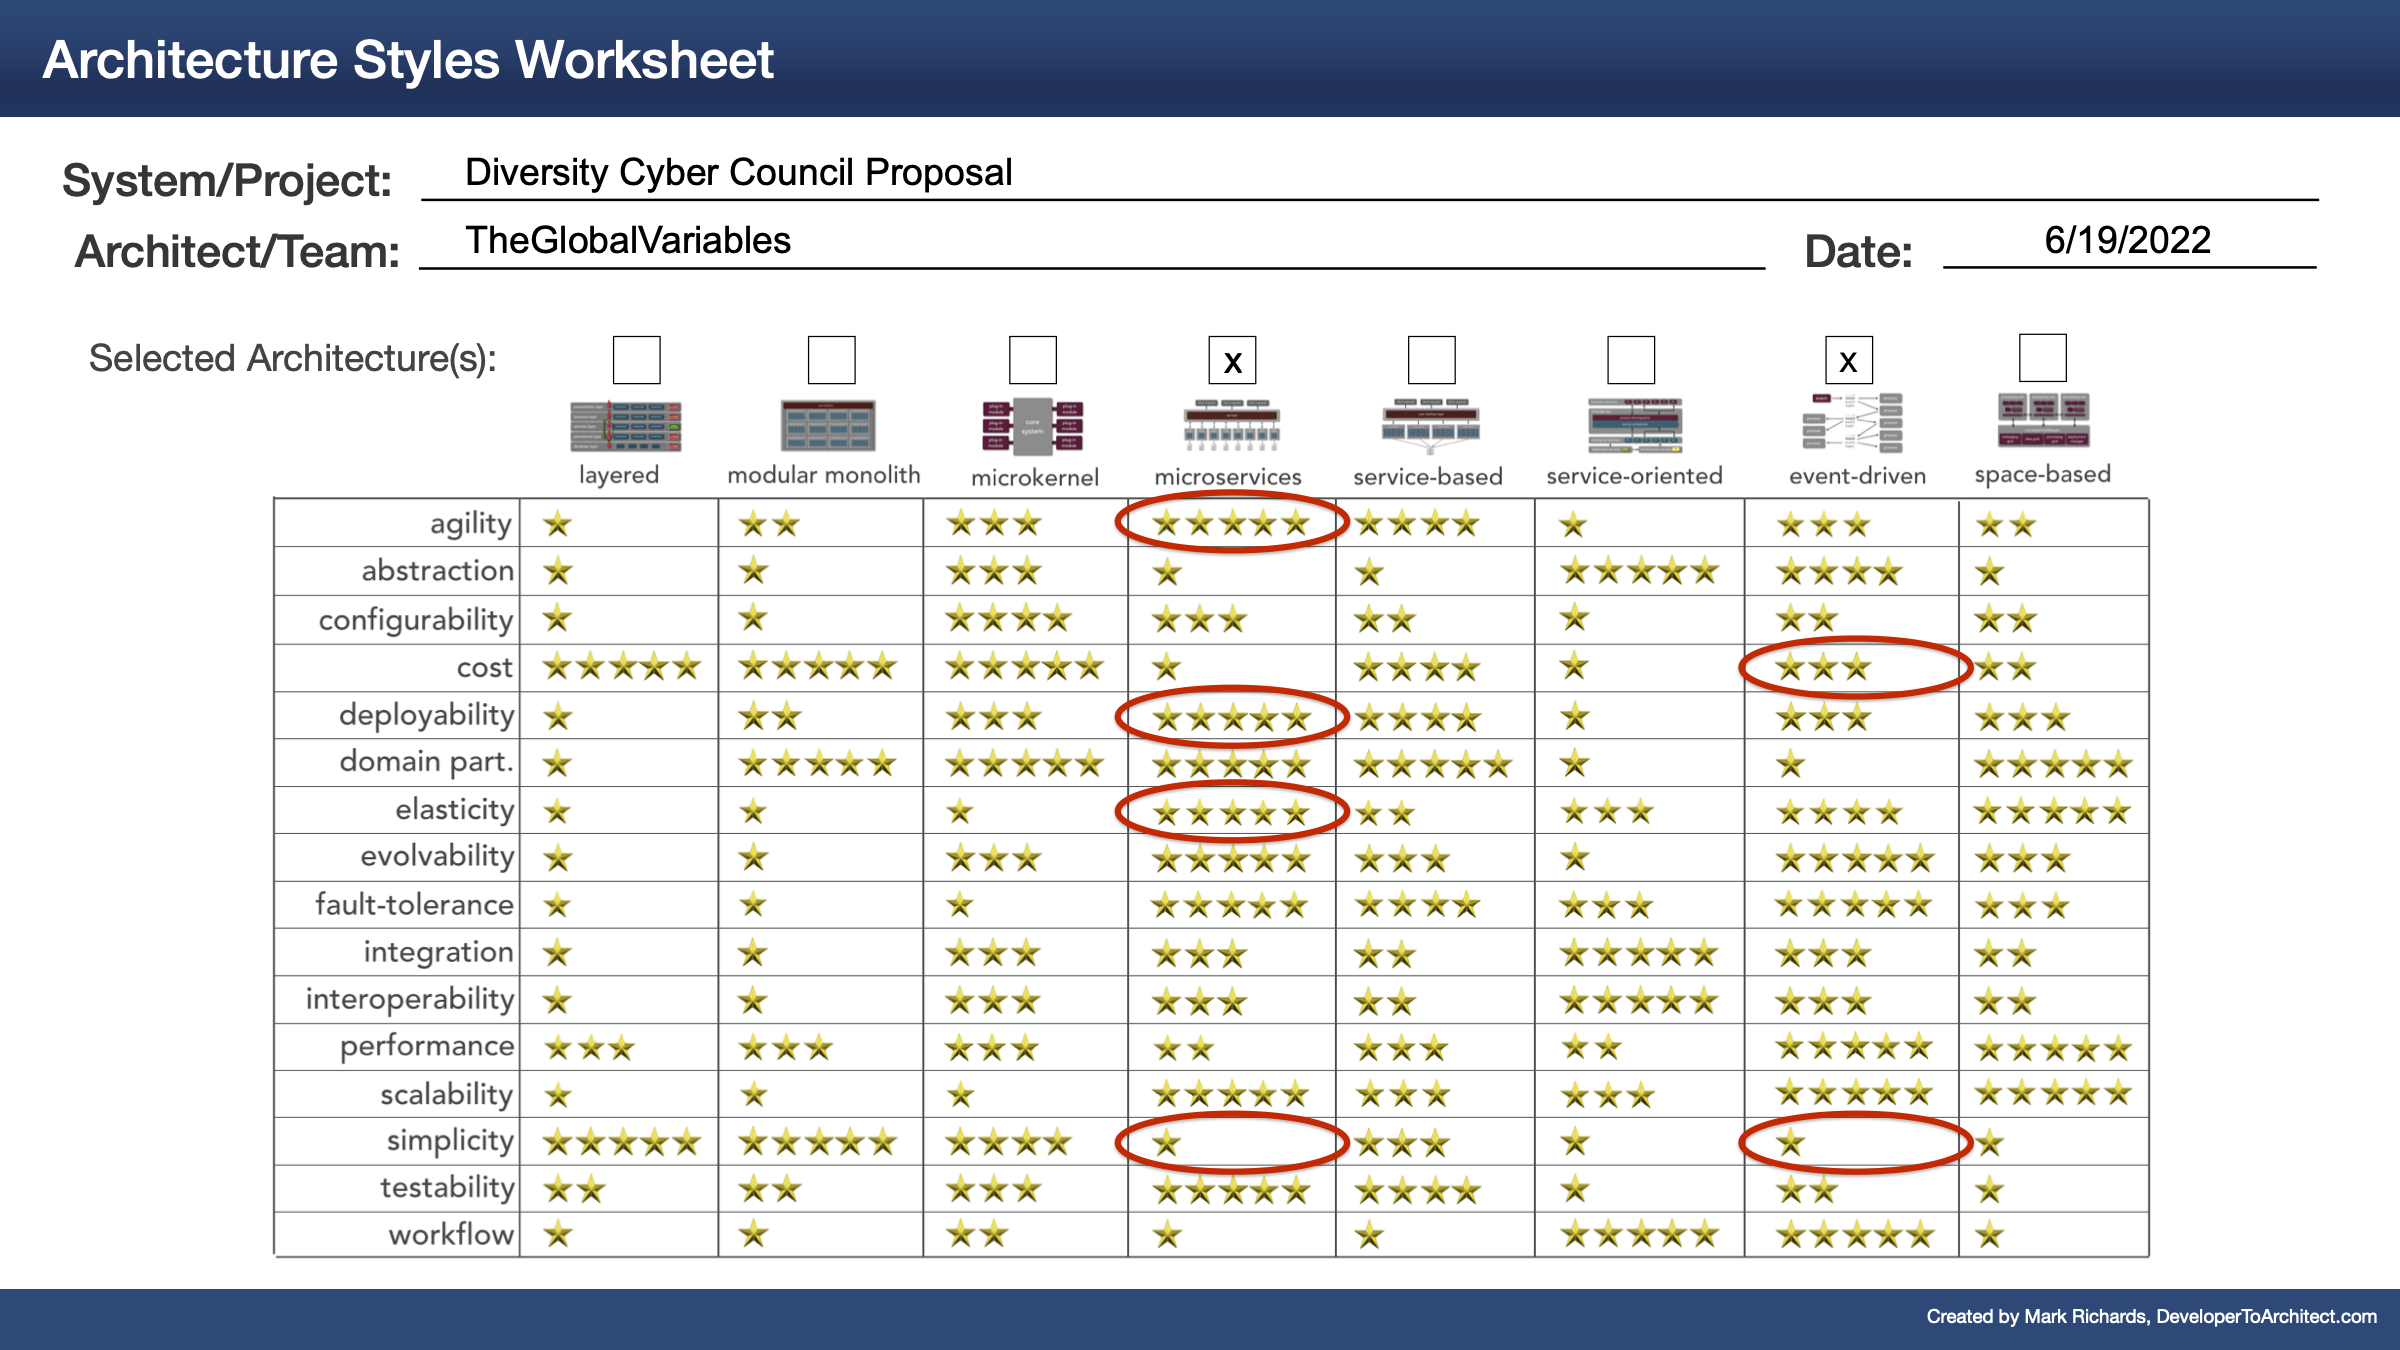 Architecture Styles Worksheet
System/Project: Diversity Cyber Council Proposal
Architect/Team: TheGlobalVariables Date: 6/19/2022
Selected Architecture(s): x x
core
system
layered modular monolith microkernel microservices service-based service-oriented event-driven space-based
agility
abstraction
configurability
cost
deployability
domain part.
elasticity
evolvability
fault-tolerance
integration
interoperability
performance
scalability
simplicity
testability
workflow
Created by Mark Richards, DeveloperToArchitect.com